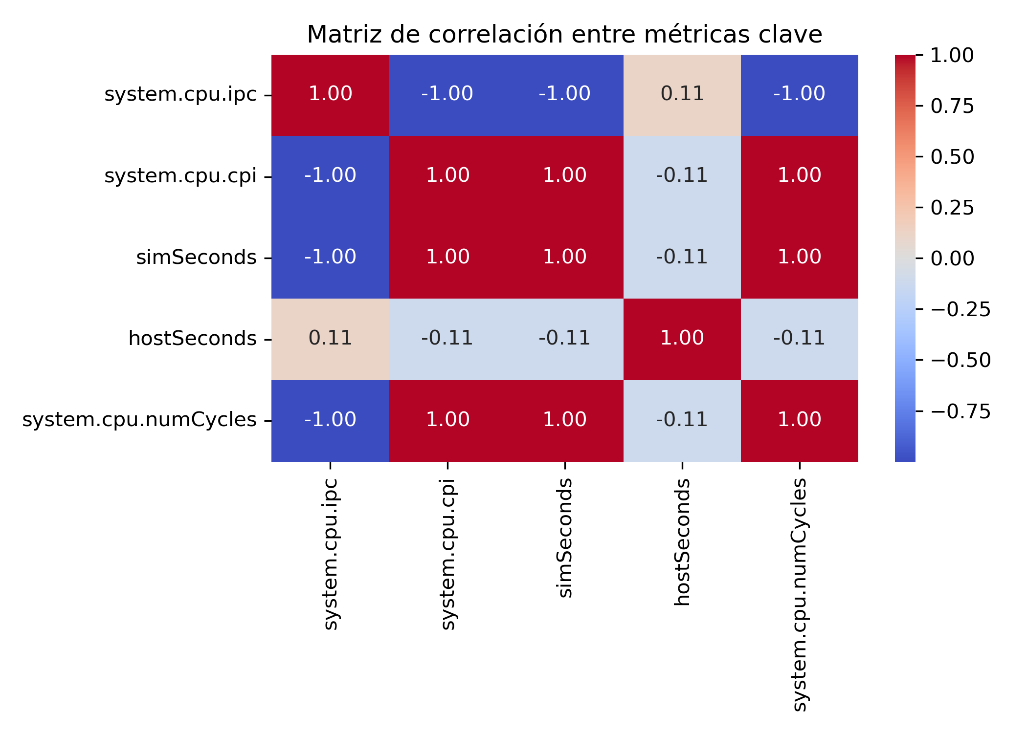 Matriz de correlación entre métricas clave
system.cpu.ipc 1.00 -1.00 -1.00 0.11 -1.00
system.cpu.cpi -1.00 1.00 1.00 -0.11 1.00
simSeconds -1.00 1.00 1.00 -0.11 1.00
hostSeconds 0.11 -0.11 -0.11 1.00 -0.11
system.cpu.numCycles -1.00 1.00 1.00 -0.11 1.00
system.cpu.ipc
system.cpu.cpi
simSeconds
hostSeconds
system.cpu.numCycles
1.00
0.75
0.50
0.25
0.00
−0.25
−0.50
−0.75